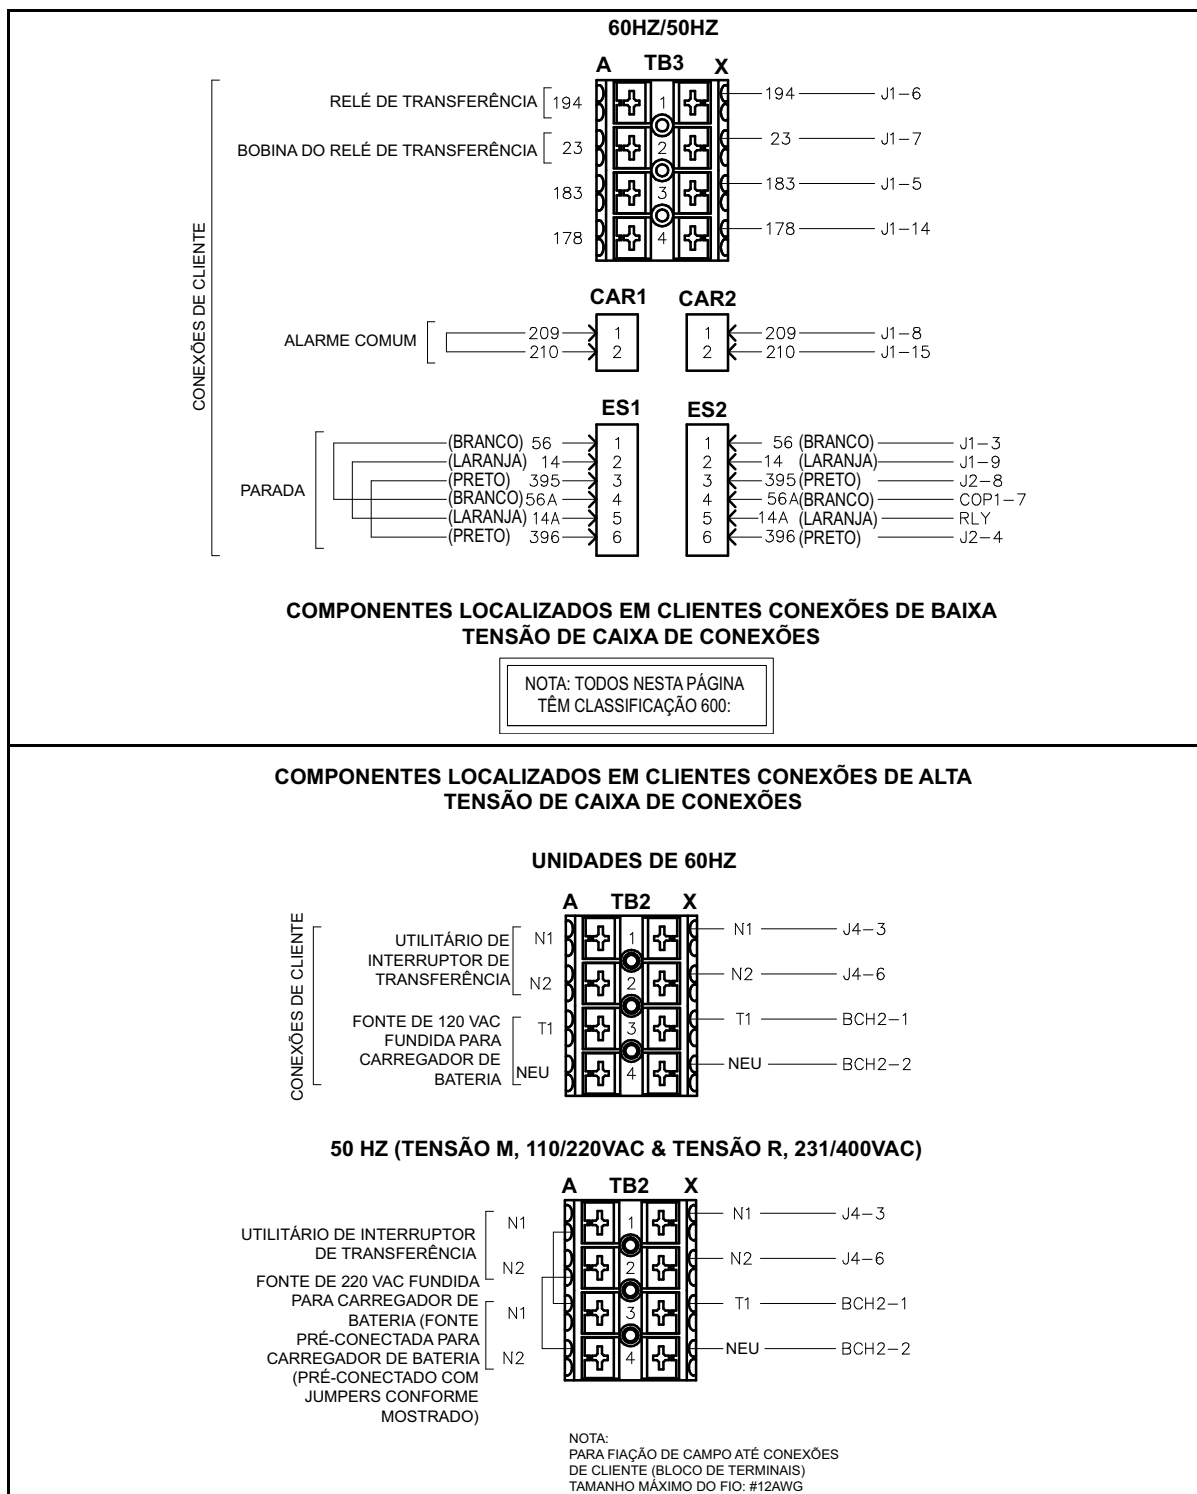 60HZ/50HZ
A TB3 X
RELÉ DE TRANSFERÊNCIA 194 1 194 J1-6
BOBINA DO RELÉ DE TRANSFERÊNCIA 23 2 23 J1-7
183 3 183 J1-5
178 4 178 J1-14
CONEXÕES DE CLIENTE
CAR1 CAR2
ALARME COMUM
209 1 1 209 J1-8
210 2 2 210 J1-15
ES1 ES2
PARADA
(BRANCO) 56 1 1 56 (BRANCO) J1-3
(LARANJA) 14 2 2 14 (LARANJA) J1-9
(PRETO) 395 3 3 395 (PRETO) J2-8
(BRANCO) 56A 4 4 56A (BRANCO) COP1-7
(LARANJA) 14A 5 5 14A (LARANJA) RLY
(PRETO) 396 6 6 396 (PRETO) J2-4
COMPONENTES LOCALIZADOS EM CLIENTES CONEXÕES DE BAIXA
TENSÃO DE CAIXA DE CONEXÕES
NOTA: TODOS NESTA PÁGINA
TÊM CLASSIFICAÇÃO 600:
COMPONENTES LOCALIZADOS EM CLIENTES CONEXÕES DE ALTA
TENSÃO DE CAIXA DE CONEXÕES
UNIDADES DE 60HZ
A TB2 X
CONEXÕES DE CLIENTE
UTILITÁRIO DE
INTERRUPTOR DE
TRANSFERÊNCIA
N1 1 N1 J4-3
N2 2 N2 J4-6
FONTE DE 120 VAC
FUNDIDA PARA
CARREGADOR DE
BATERIA
T1 3 T1 BCH2-1
NEU 4 NEU BCH2-2
50 HZ (TENSÃO M, 110/220VAC & TENSÃO R, 231/400VAC)
A TB2 X
UTILITÁRIO DE INTERRUPTOR
DE TRANSFERÊNCIA
N1 1 N1 J4-3
N2 2 N2 J4-6
FONTE DE 220 VAC FUNDIDA
PARA CARREGADOR DE
BATERIA (FONTE
PRÉ-CONECTADA PARA
CARREGADOR DE BATERIA
(PRÉ-CONECTADO COM
JUMPERS CONFORME
MOSTRADO)
N1 3 T1 BCH2-1
N2 4 NEU BCH2-2
NOTA:
PARA FIAÇÃO DE CAMPO ATÉ CONEXÕES
DE CLIENTE (BLOCO DE TERMINAIS)
TAMANHO MÁXIMO DO FIO: #12AWG